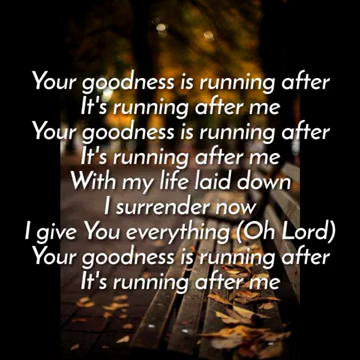 Your goodness is running after
It's running after me
Your goodness is running after
It's running after me
With my life laid down
I surrender now
I give You everything (Oh Lord)
Your goodness is running after
It's running after me